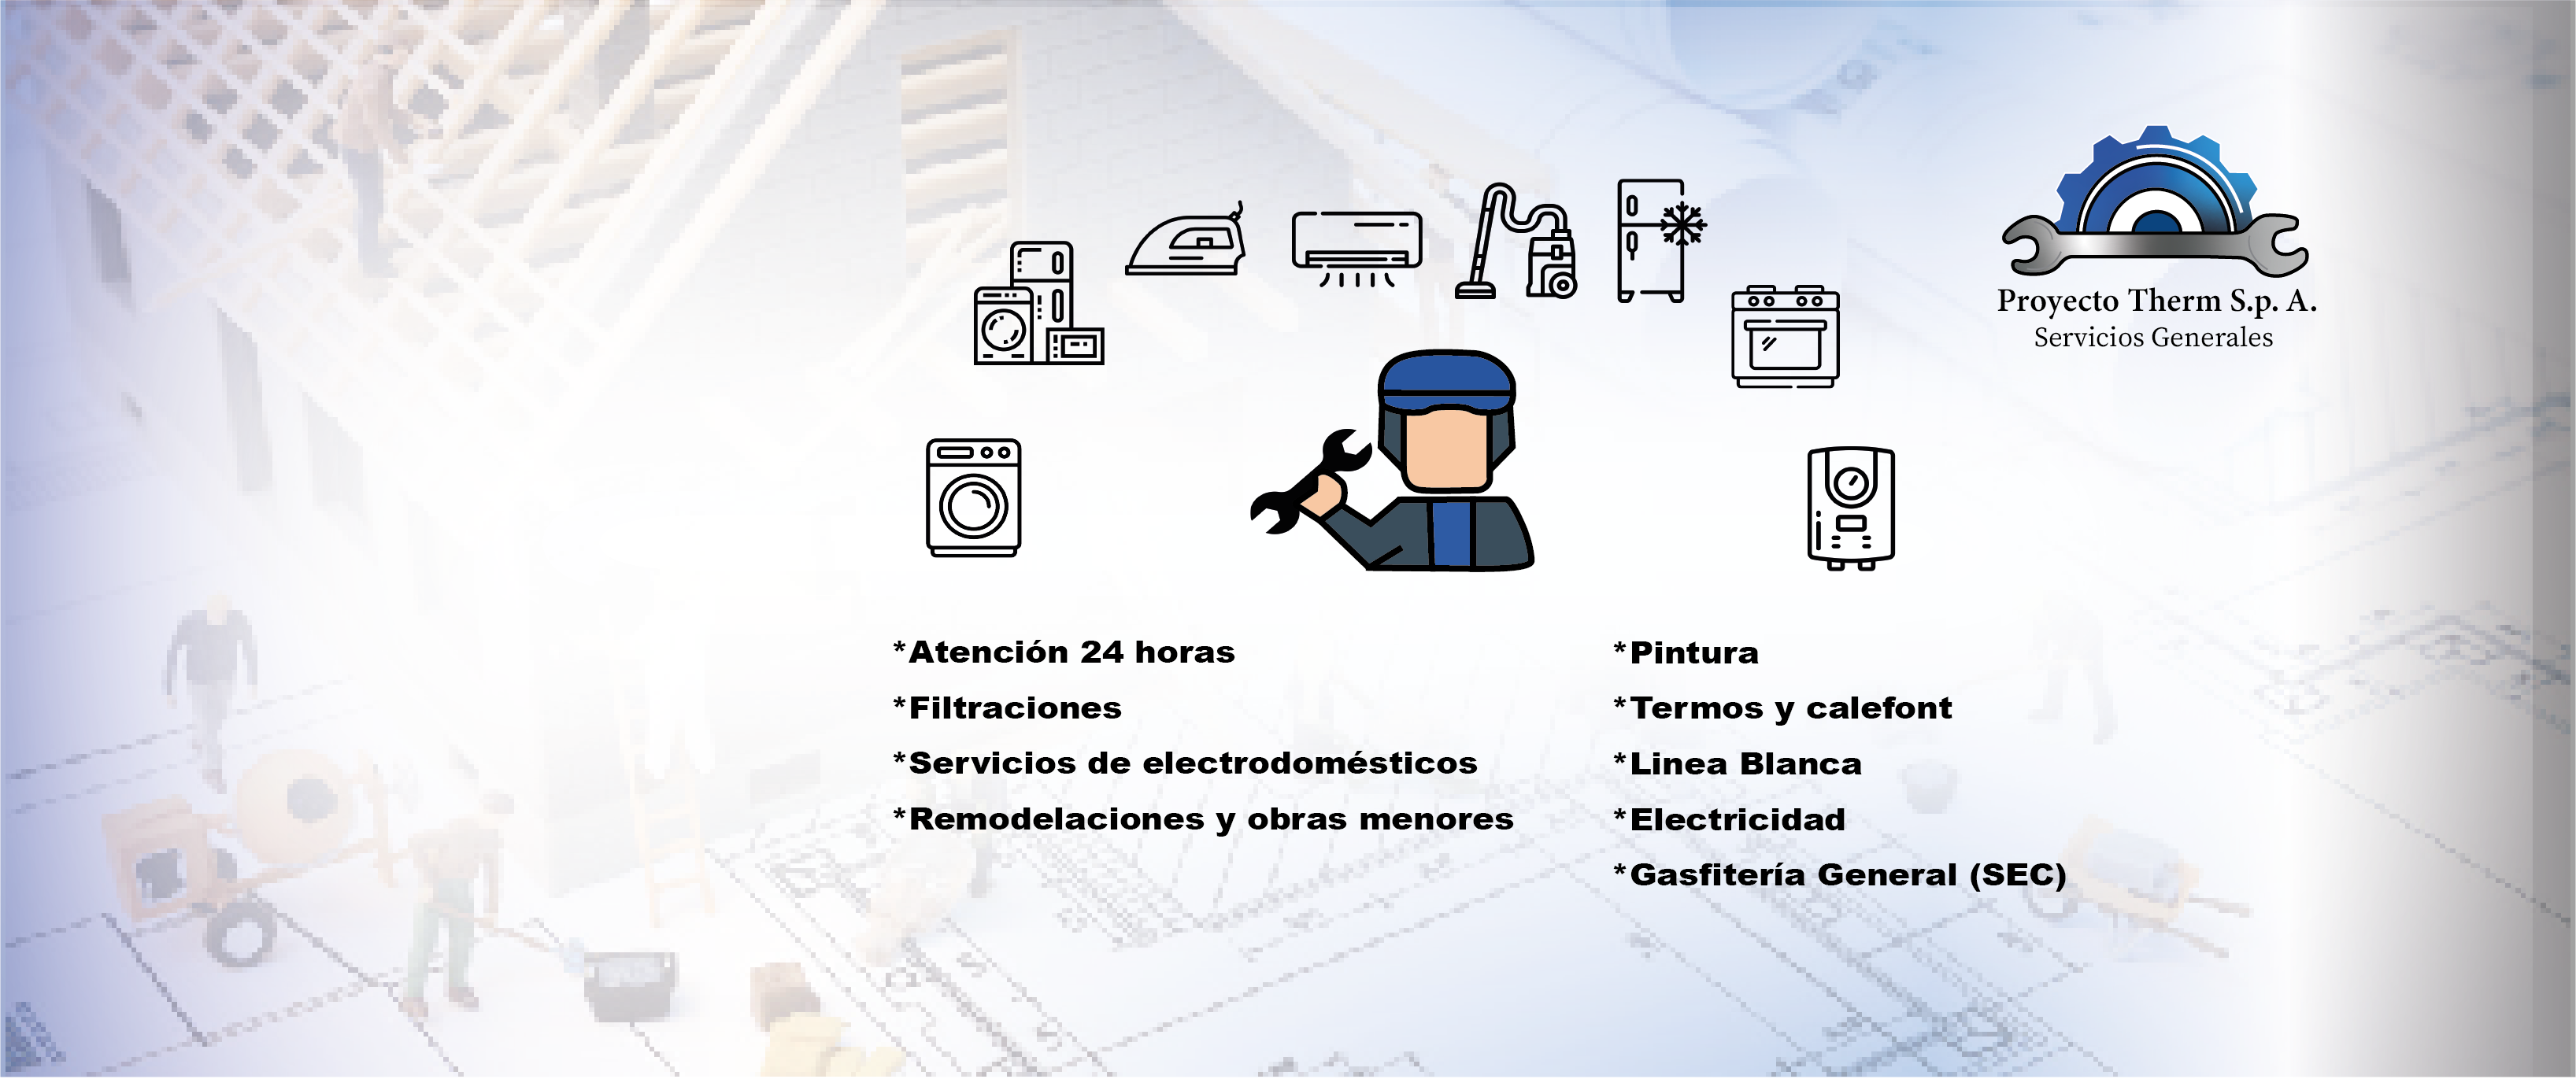 Proyecto Therm S.p. A.
Servicios Generales
*Atención 24 horas
*Filtraciones
*Servicios de electrodomésticos
*Remodelaciones y obras menores
*Pintura
*Termos y calefont
*Linea Blanca
*Electricidad
*Gasfitería General (SEC)